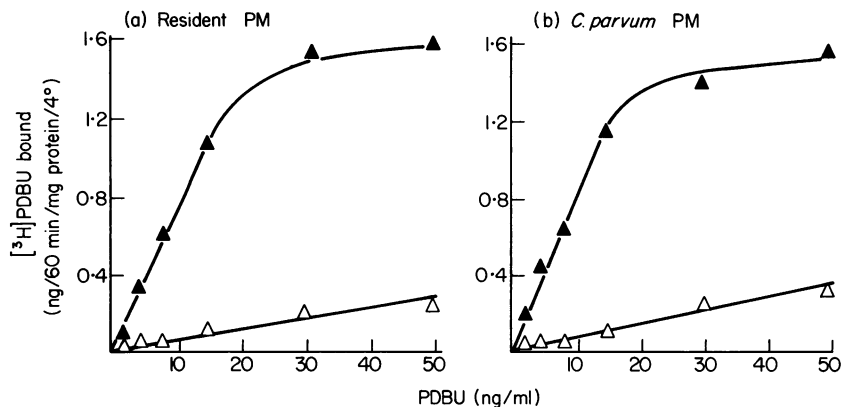 (a) Resident PM
(b) C. parvum PM
[³H]PDBU bound
(ng/60 min/mg protein/4°)
1·6
1·2
0·8
0·4
10 20 30 40 50
1·6
1·2
0·8
0·4
10 20 30 40 50
PDBU (ng/ml)